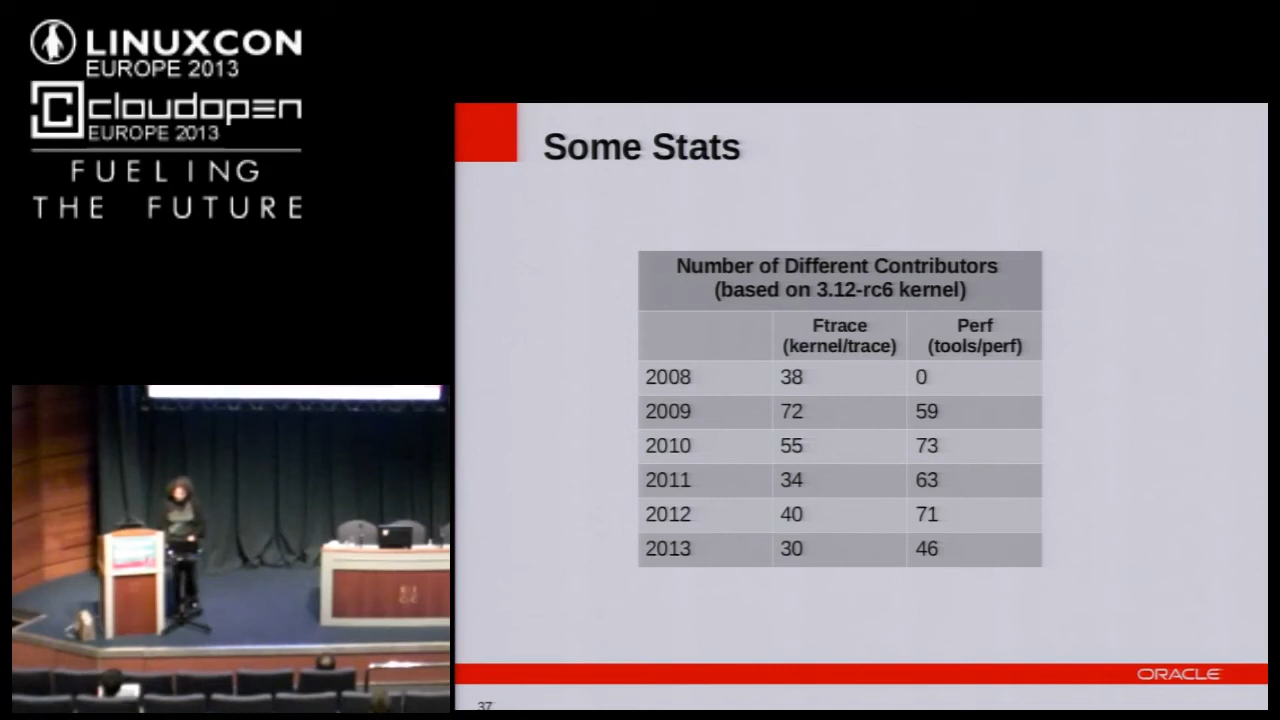 LINUXCON
EUROPE 2013
cloudopen
EUROPE 2013
FUELING
THE FUTURE
Some Stats
Number of Different Contributors
(based on 3.12-rc6 kernel)
Ftrace
(kernel/trace)
Perf
(tools/perf)
2008 38 0
2009 72 59
2010 55 73
2011 34 63
2012 40 71
2013 30 46
ORACLE
37